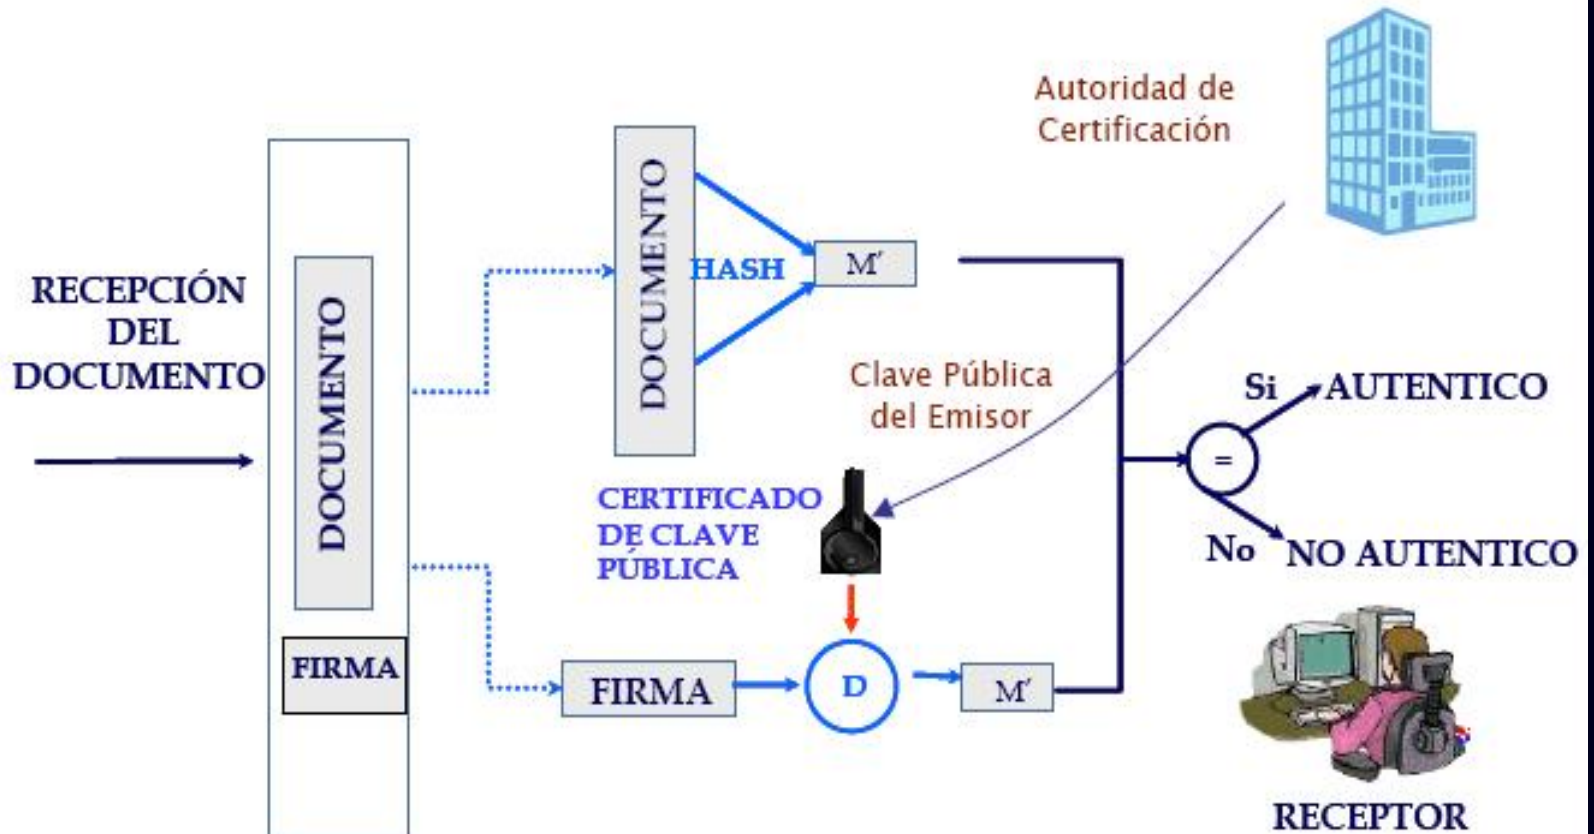 Autoridad de
Certificación
RECEPCIÓN
DEL
DOCUMENTO
DOCUMENTO
FIRMA
DOCUMENTO
HASH
M´
Clave Pública
del Emisor
CERTIFICADO
DE CLAVE
PÚBLICA
FIRMA
D
M´
=
Si
AUTENTICO
No
NO AUTENTICO
RECEPTOR